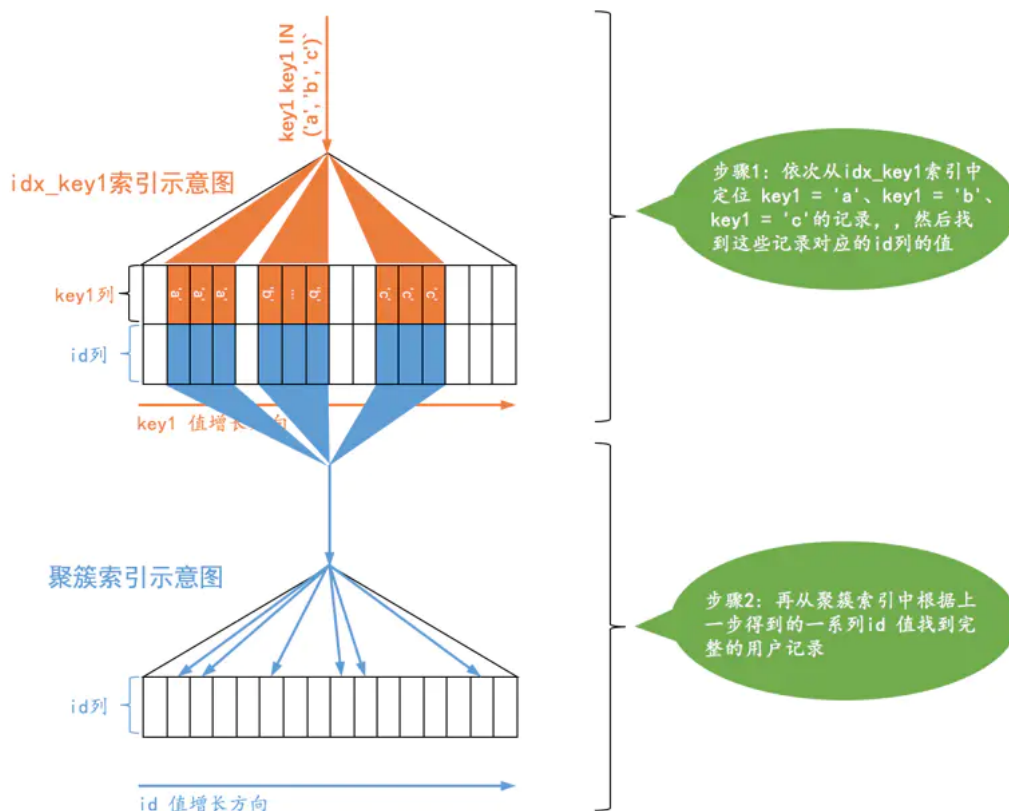 key1 key1 IN
('a', 'b', 'c')`
idx_key1索引示意图
key1列
'a'
'a'
'a'
'b'
...
'b'
'c'
'c'
'c'
id列
key1 值增长方向
步骤1: 依次从idx_key1索引中
定位 key1 = 'a'、key1 = 'b'、
key1 = 'c'的记录,，然后找
到这些记录对应的id列的值
聚簇索引示意图
id列
id 值增长方向
步骤2: 再从聚簇索引中根据上
一步得到的一系列id 值找到完
整的用户记录